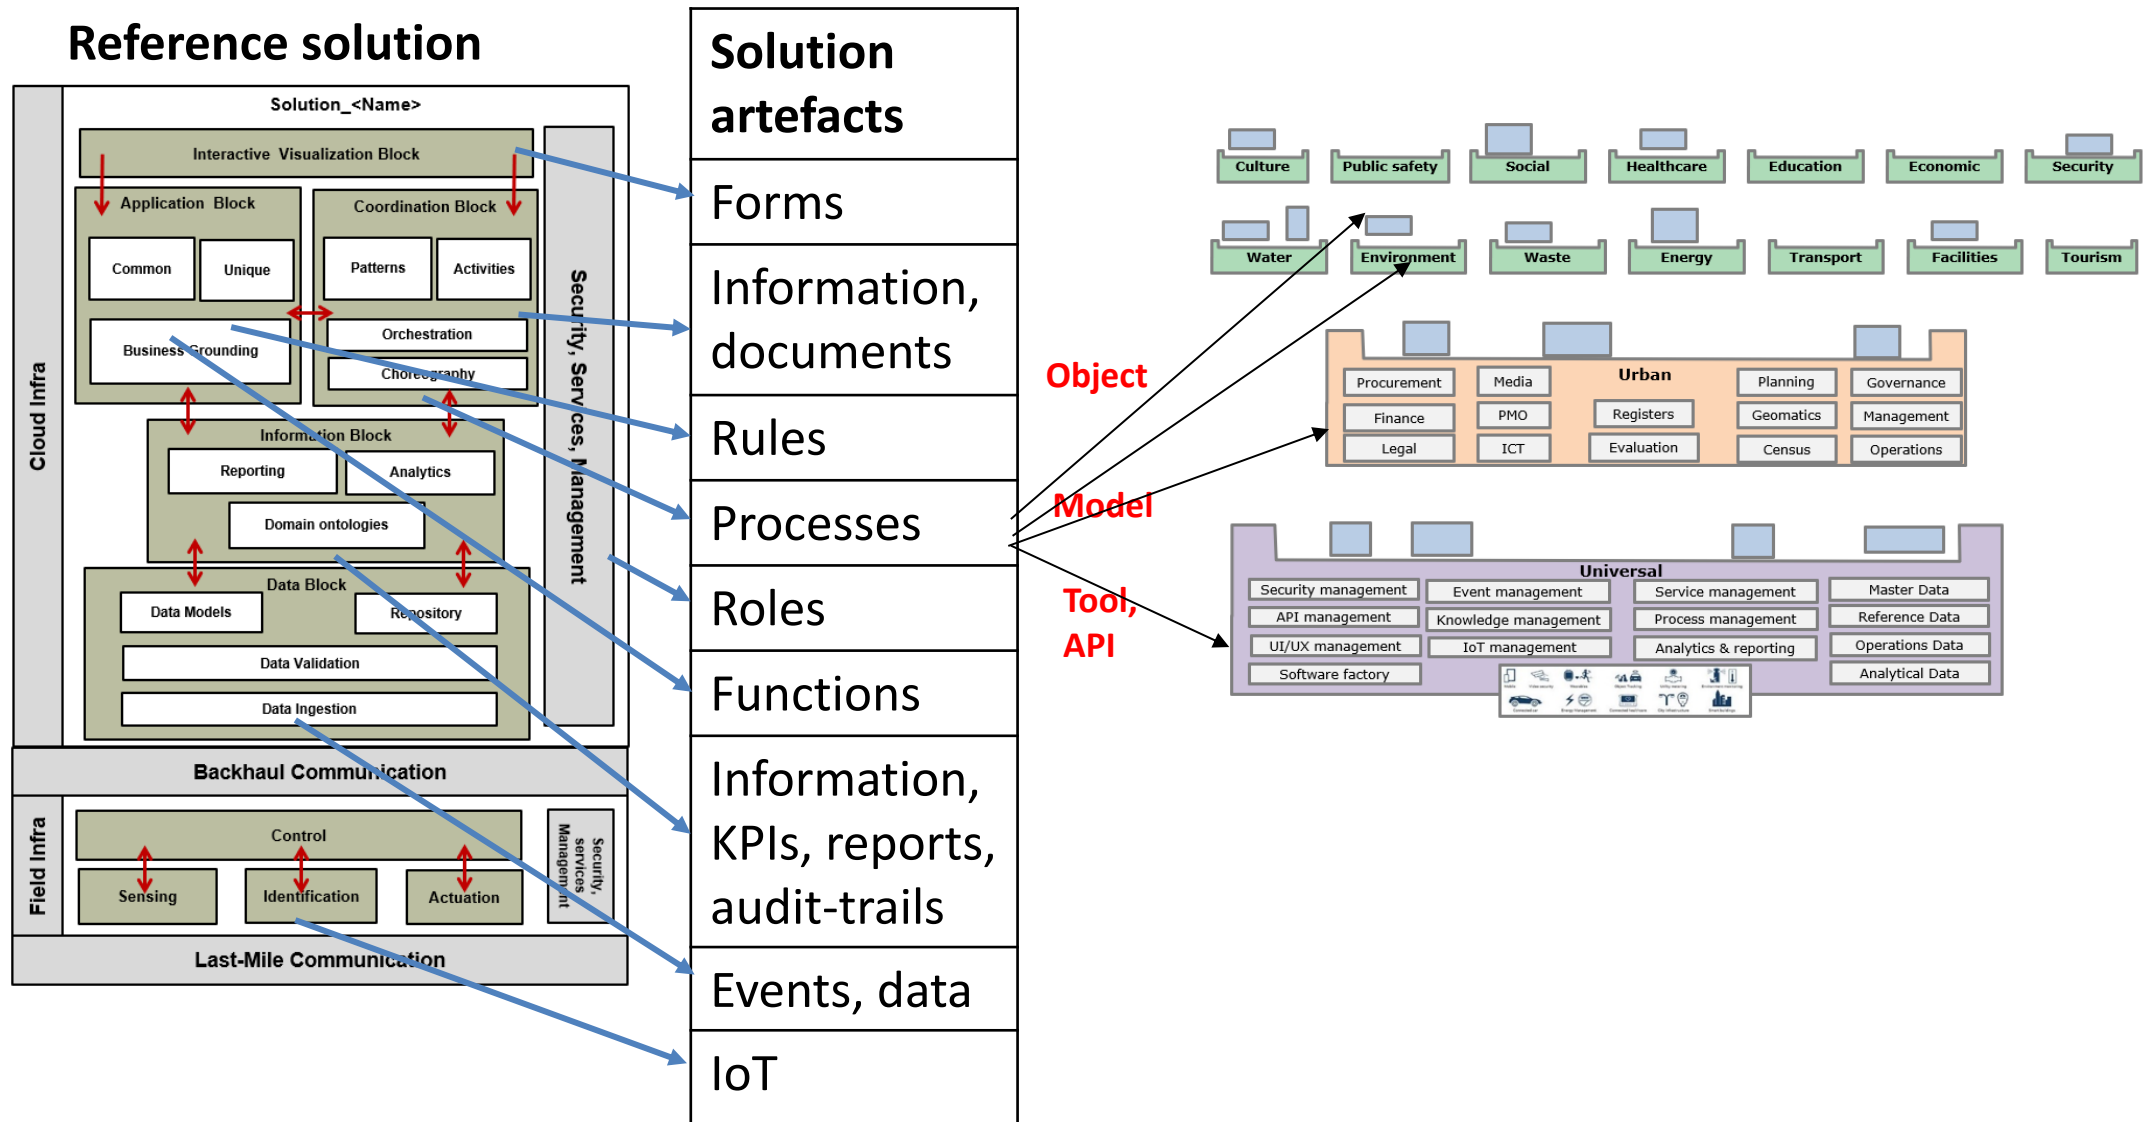 Reference solution
Solution_<Name>
Interactive Visualization Block
Application Block
Coordination Block
Common
Unique
Patterns
Activities
Orchestration
Business Grounding
Choreography
Information Block
Reporting
Analytics
Domain ontologies
Data Block
Data Models
Repository
Data Validation
Data Ingestion
Cloud Infra
Security, Services, Management
Backhaul Communication
Field Infra
Control
Sensing
Identification
Actuation
Security,
services
Management
Last-Mile Communication
Solution
artefacts
Forms
Information,
documents
Rules
Processes
Roles
Functions
Information,
KPIs, reports,
audit-trails
Events, data
IoT
Object
Model
Tool,
API
Culture
Public safety
Social
Healthcare
Education
Economic
Security
Water
Environment
Waste
Energy
Transport
Facilities
Tourism
Urban
Procurement
Media
Planning
Governance
Finance
PMO
Registers
Geomatics
Management
Legal
ICT
Evaluation
Census
Operations
Universal
Security management
Event management
Service management
Master Data
API management
Knowledge management
Process management
Reference Data
UI/UX management
IoT management
Analytics & reporting
Operations Data
Software factory
Analytical Data